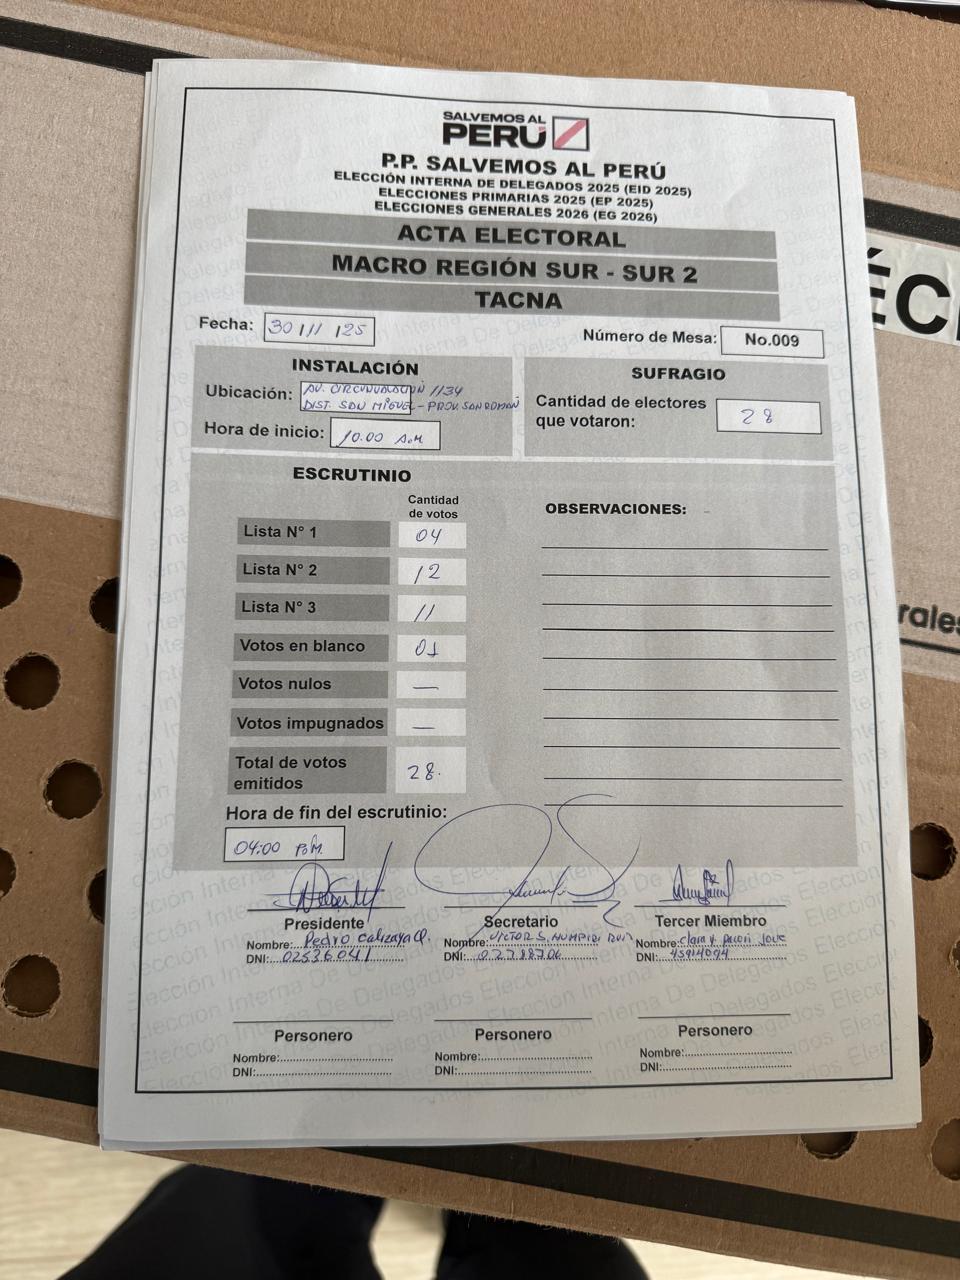 SALVEMOS AL
PERÚ
P.P. SALVEMOS AL PERÚ
ELECCIÓN INTERNA DE DELEGADOS 2025 (EID 2025)
ELECCIONES PRIMARIAS 2025 (EP 2025)
ELECCIONES GENERALES 2026 (EG 2026)
ACTA ELECTORAL
MACRO REGIÓN SUR - SUR 2
TACNA
Fecha: 30/11/25
Número de Mesa: No.009
INSTALACIÓN
Ubicación: AV. CIRCUNVALACIÓN 1134
DIST. SAN MIGUEL - PROV. SAN ROMÁN
Hora de inicio: 10:00 A.M
SUFRAGIO
Cantidad de electores
que votaron: 28
ESCRUTINIO
Cantidad
de votos
Lista N° 1 04
Lista N° 2 12
Lista N° 3 11
Votos en blanco 01
Votos nulos —
Votos impugnados —
Total de votos
emitidos 28.
Hora de fin del escrutinio:
04:00 P.M.
OBSERVACIONES: -
Presidente
Nombre: Pedro Calizaya Q.
DNI: 02536041
Secretario
Nombre: VICTOR S.
DNI:
Tercer Miembro
Nombre:
DNI:
Personero
Nombre:
DNI:
Personero
Nombre:
DNI:
Personero
Nombre:
DNI:
ÉC
rales